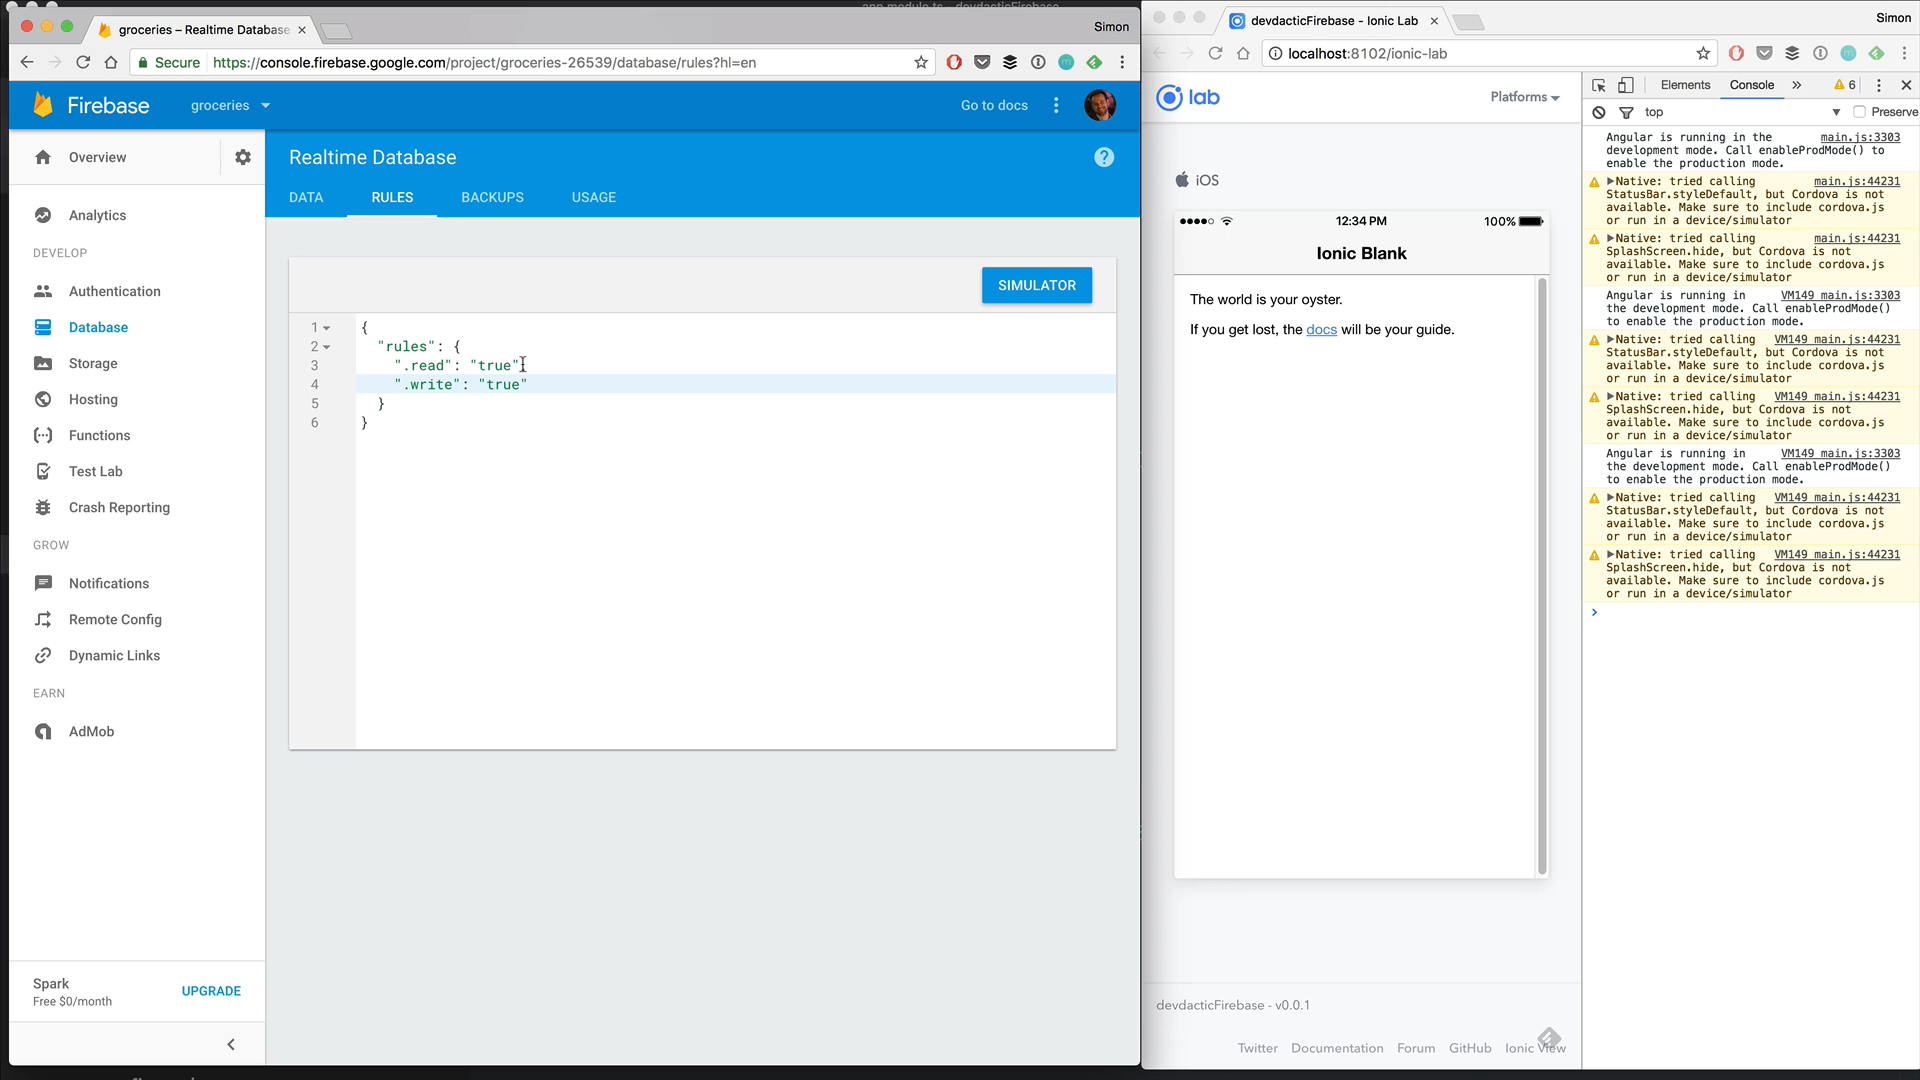 groceries – Realtime Database
Simon
Secure
https://console.firebase.google.com/project/groceries-26539/database/rules?hl=en
Firebase
groceries
Go to docs
Overview
Analytics
DEVELOP
Authentication
Database
Storage
Hosting
Functions
Test Lab
Crash Reporting
GROW
Notifications
Remote Config
Dynamic Links
EARN
AdMob
Spark
Free $0/month
UPGRADE
Realtime Database
?
DATA
RULES
BACKUPS
USAGE
SIMULATOR
1 {
2 "rules": {
3 ".read": "true"
4 ".write": "true"
5 }
6 }
devdacticFirebase - Ionic Lab
Simon
localhost:8102/ionic-lab
lab
Platforms
iOS
12:34 PM
100%
Ionic Blank
The world is your oyster.
If you get lost, the docs will be your guide.
devdacticFirebase - v0.0.1
Twitter
Documentation
Forum
GitHub
Ionic View
Elements
Console
»
6
top
Preserve
Angular is running in the main.js:3303
development mode. Call enableProdMode() to
enable the production mode.
Native: tried calling main.js:44231
StatusBar.styleDefault, but Cordova is not
available. Make sure to include cordova.js
or run in a device/simulator
Native: tried calling main.js:44231
SplashScreen.hide, but Cordova is not
available. Make sure to include cordova.js
or run in a device/simulator
Angular is running in VM149 main.js:3303
the development mode. Call enableProdMode()
to enable the production mode.
Native: tried calling VM149 main.js:44231
StatusBar.styleDefault, but Cordova is not
available. Make sure to include cordova.js
or run in a device/simulator
Native: tried calling VM149 main.js:44231
SplashScreen.hide, but Cordova is not
available. Make sure to include cordova.js
or run in a device/simulator
Angular is running in VM149 main.js:3303
the development mode. Call enableProdMode()
to enable the production mode.
Native: tried calling VM149 main.js:44231
StatusBar.styleDefault, but Cordova is not
available. Make sure to include cordova.js
or run in a device/simulator
Native: tried calling VM149 main.js:44231
SplashScreen.hide, but Cordova is not
available. Make sure to include cordova.js
or run in a device/simulator